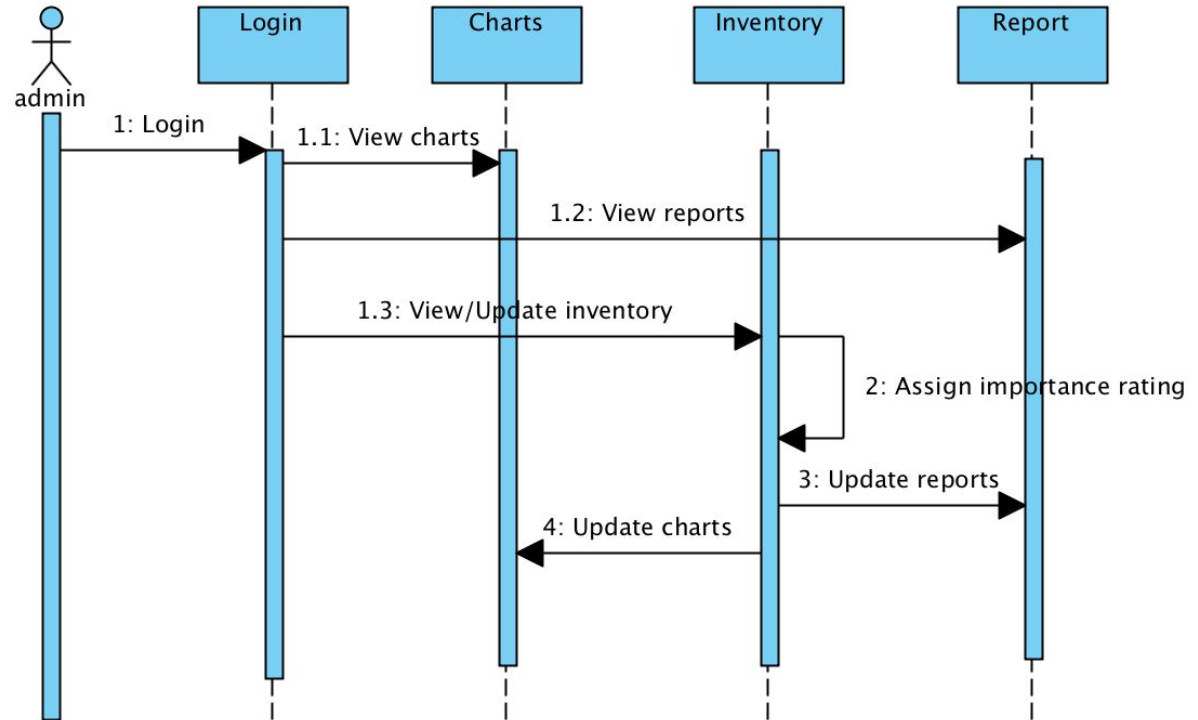 Login
Charts
Inventory
Report
admin
1: Login
1.1: View charts
1.2: View reports
1.3: View/Update inventory
2: Assign importance rating
3: Update reports
4: Update charts